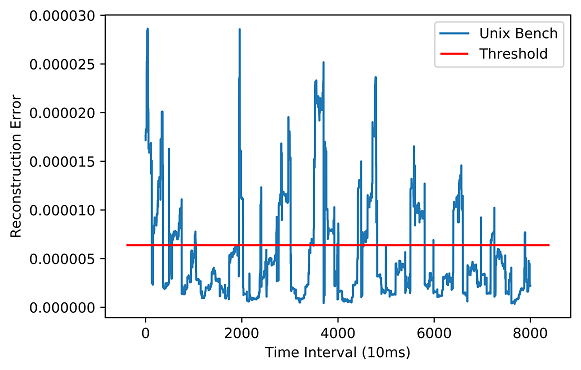 0.000030
0.000025
0.000020
0.000015
0.000010
0.000005
0.000000
Reconstruction Error
Unix Bench
Threshold
0 2000 4000 6000 8000
Time Interval (10ms)